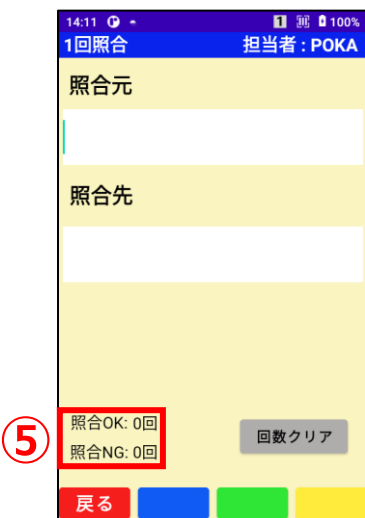 14:11 1 100%
1回照合 担当者 : POKA
照合元
照合先
⑤
照合OK: 0回
照合NG: 0回
回数クリア
戻る